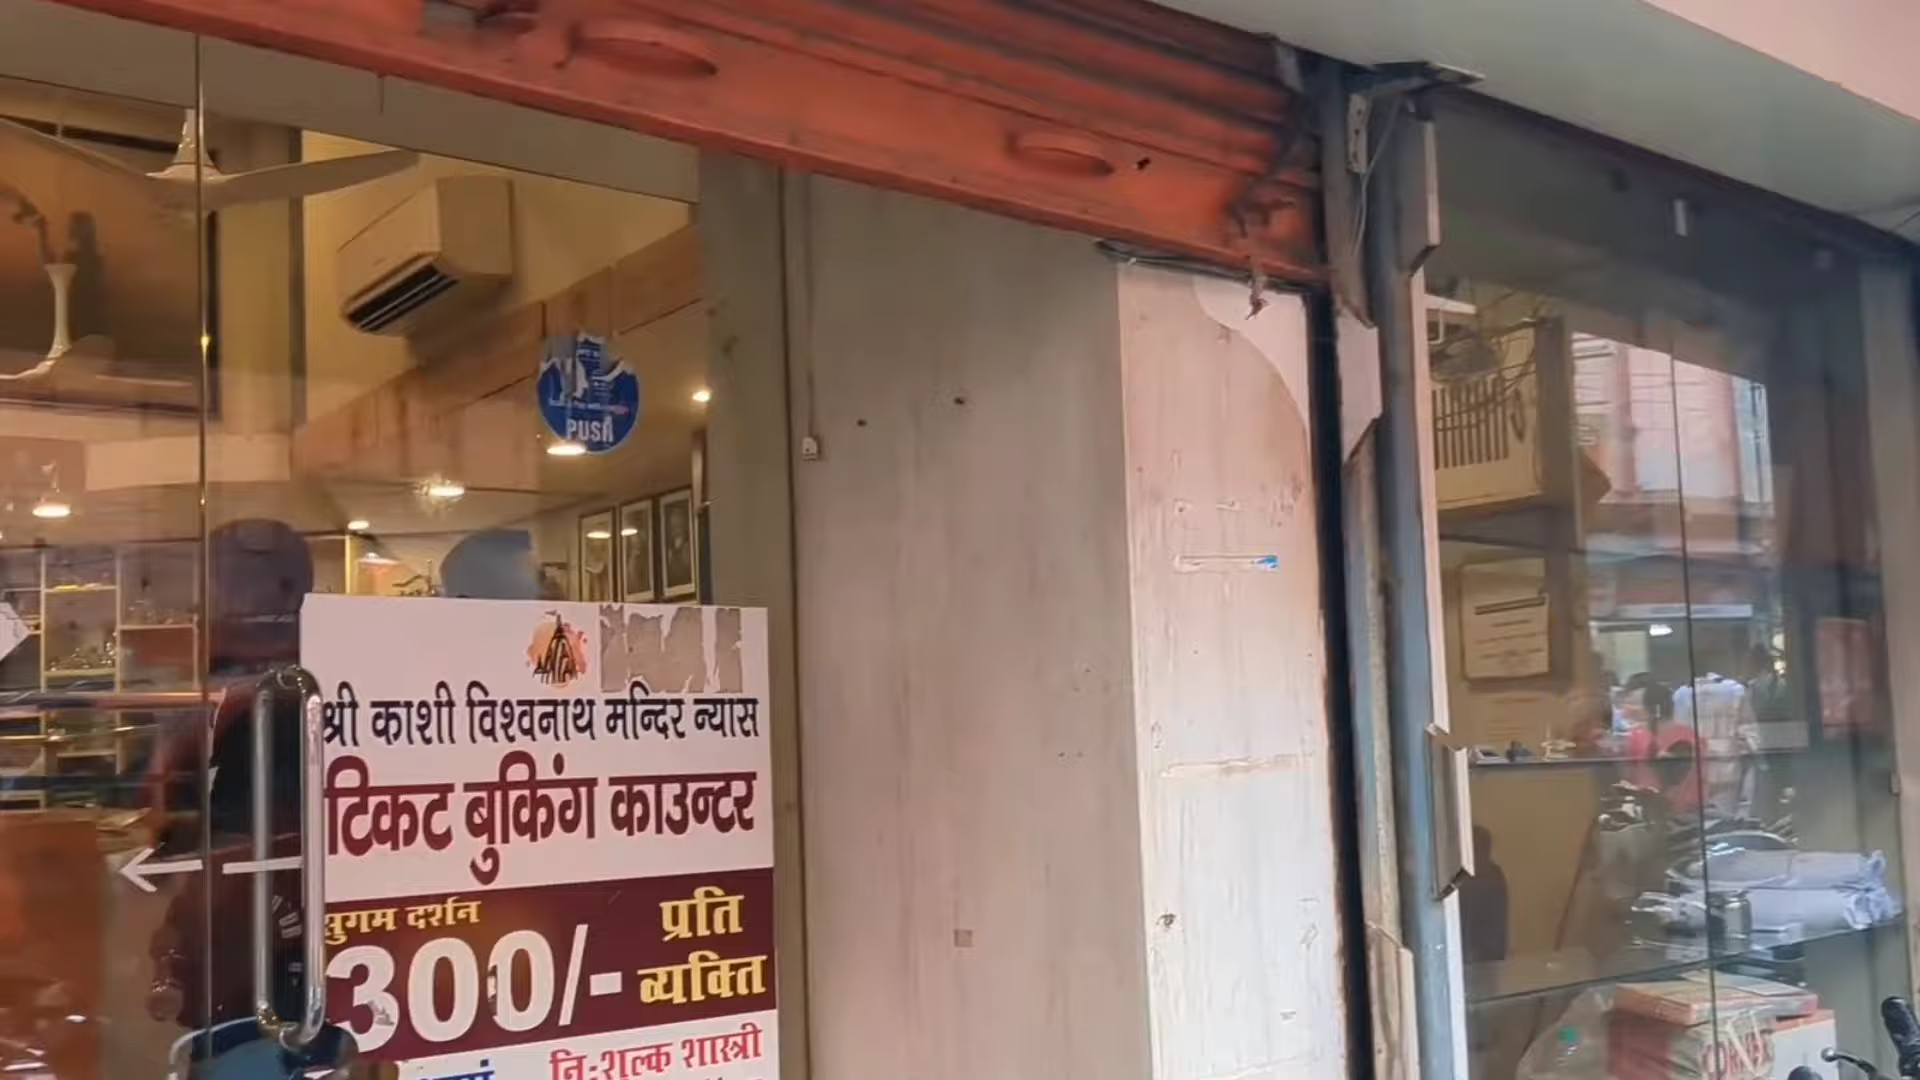 PUSH
श्री काशी विश्वनाथ मन्दिर न्यास
टिकट बुकिंग काउन्टर
सुगम दर्शन
300/-
प्रति
व्यक्ति
नि:शुल्क शास्त्री